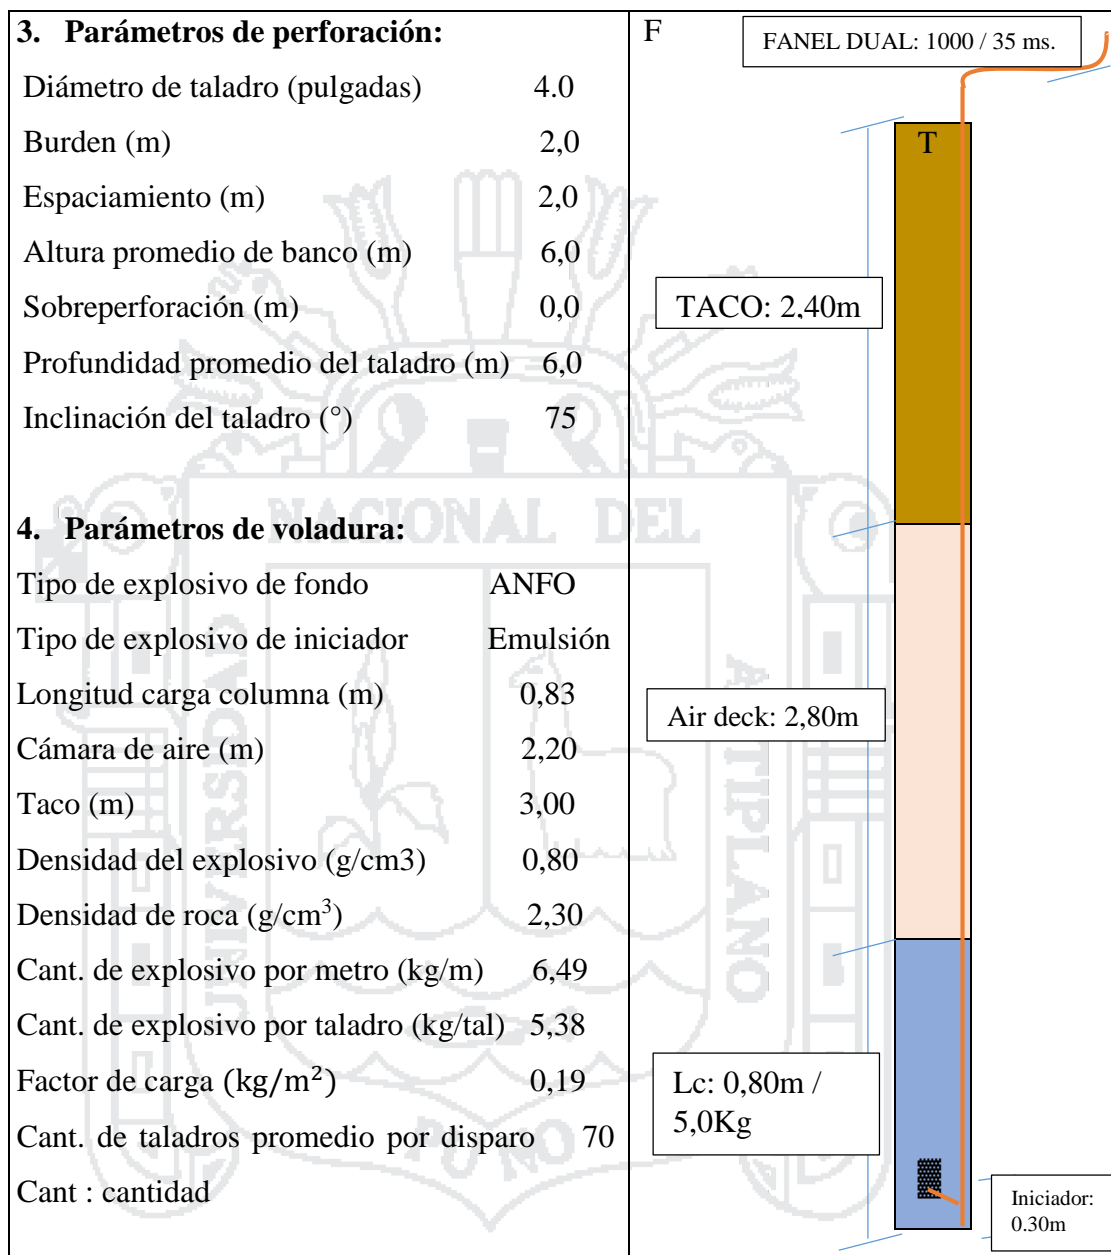 3. Parámetros de perforación:
Diámetro de taladro (pulgadas) 4.0
Burden (m) 2,0
Espaciamiento (m) 2,0
Altura promedio de banco (m) 6,0
Sobreperforación (m) 0,0
Profundidad promedio del taladro (m) 6,0
Inclinación del taladro (°) 75
4. Parámetros de voladura:
Tipo de explosivo de fondo ANFO
Tipo de explosivo de iniciador Emulsión
Longitud carga columna (m) 0,83
Cámara de aire (m) 2,20
Taco (m) 3,00
Densidad del explosivo (g/cm3) 0,80
Densidad de roca (g/cm³) 2,30
Cant. de explosivo por metro (kg/m) 6,49
Cant. de explosivo por taladro (kg/tal) 5,38
Factor de carga (kg/m²) 0,19
Cant. de taladros promedio por disparo 70
Cant : cantidad
F
FANEL DUAL: 1000 / 35 ms.
T
TACO: 2,40m
Air deck: 2,80m
Lc: 0,80m /
5,0Kg
Iniciador:
0.30m
UNIVERSIDAD
NACIONAL DEL
ALTIPLANO
PUNO